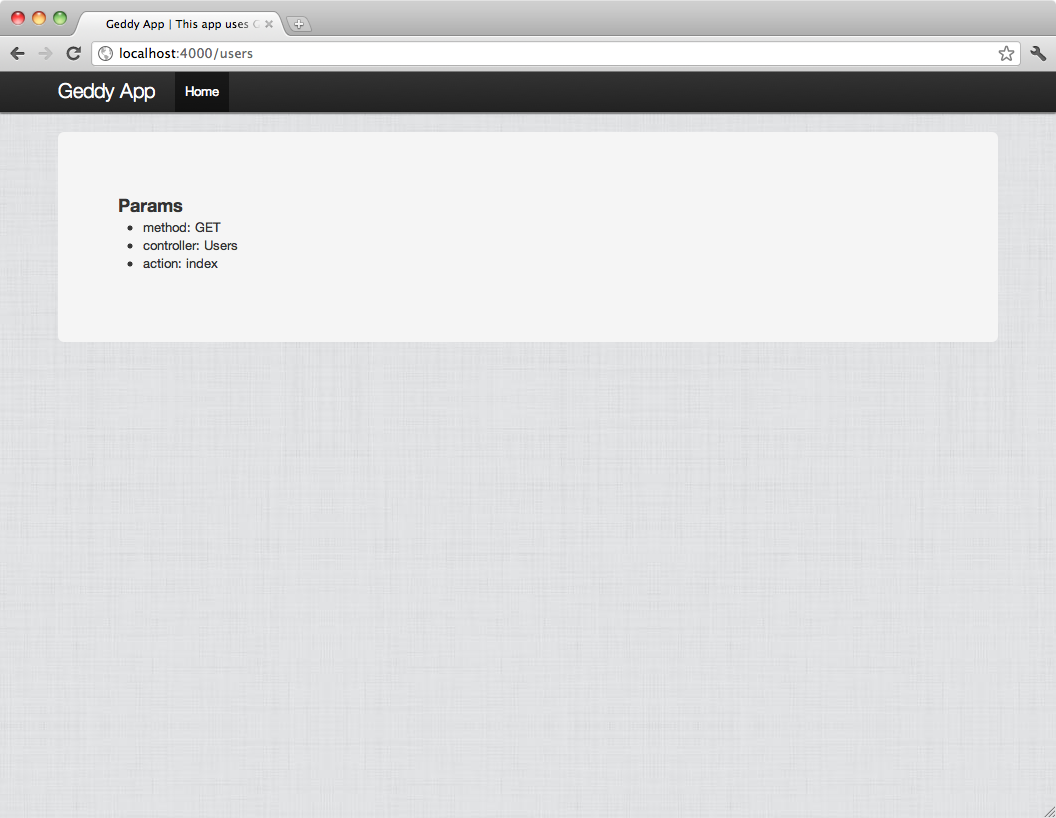 Geddy App | This app uses
localhost:4000/users
Geddy App Home
Params
method: GET
controller: Users
action: index